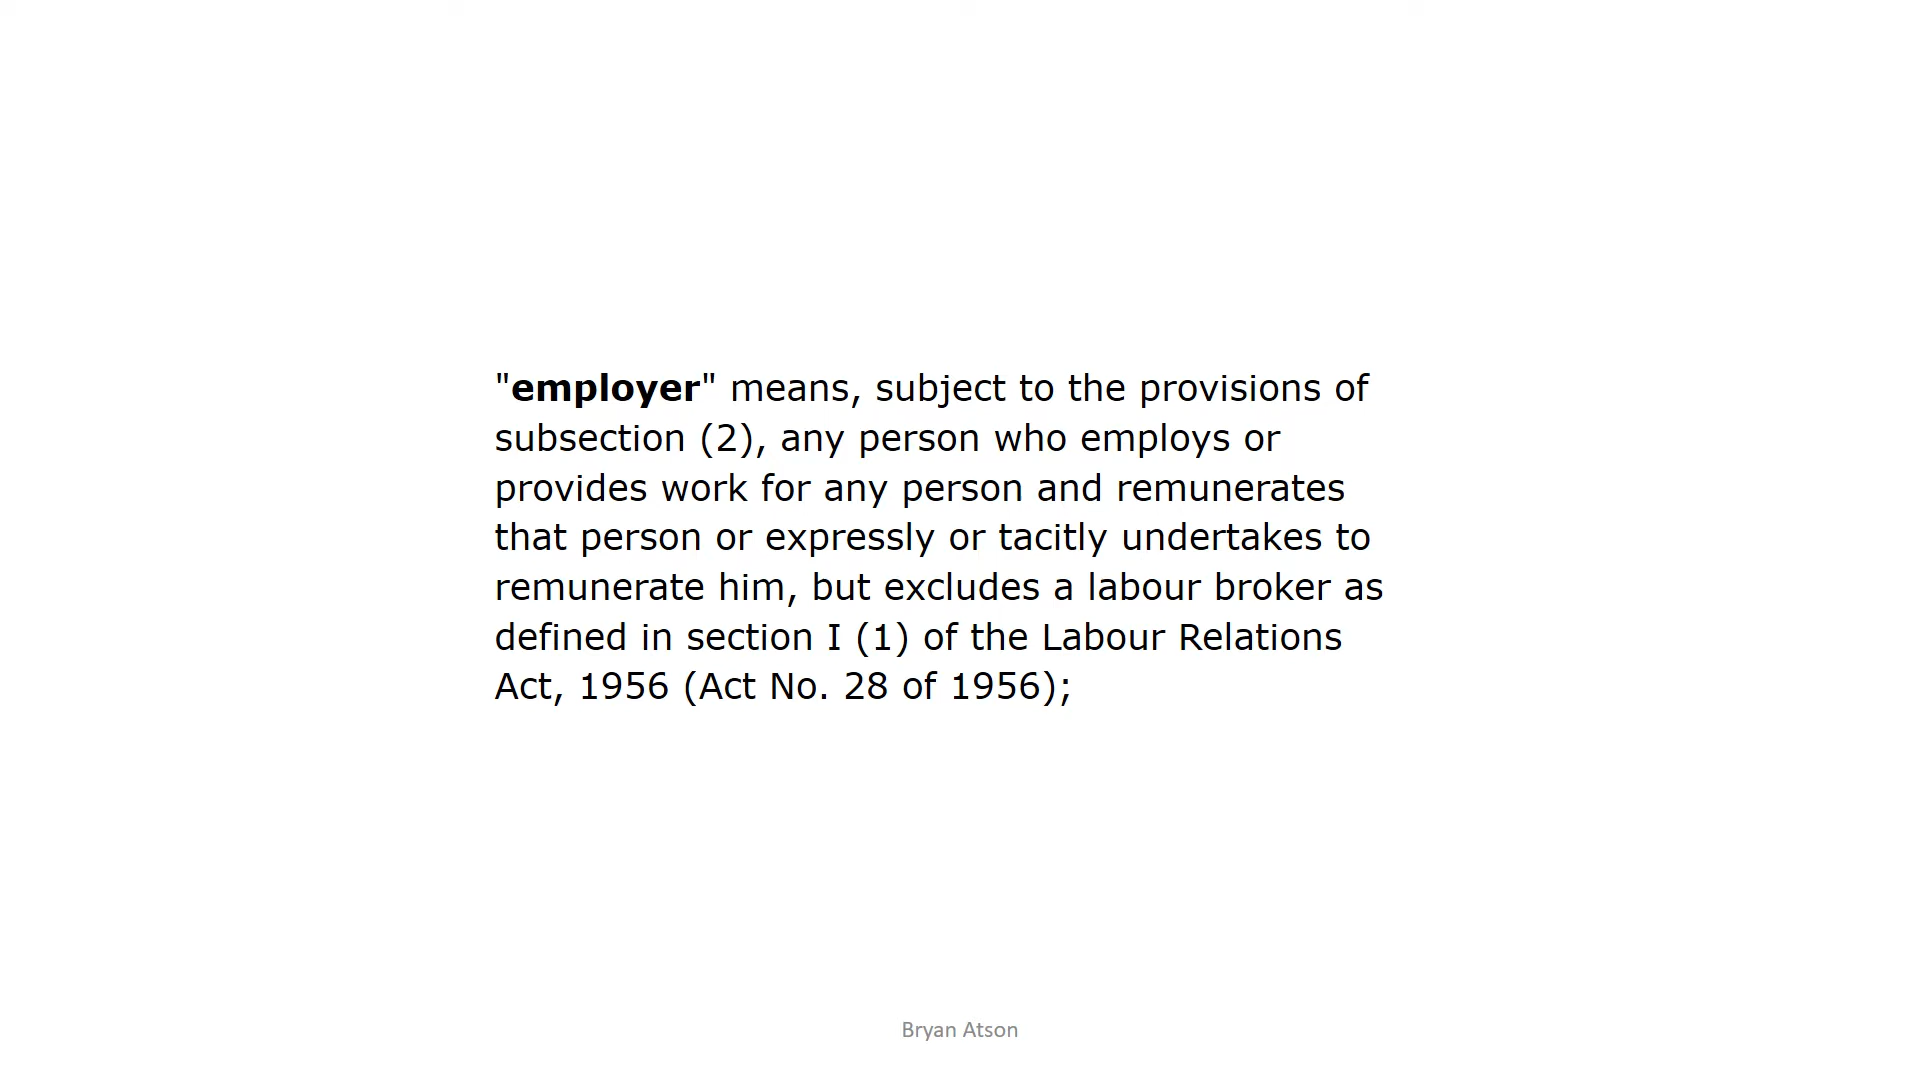 "employer" means, subject to the provisions of
subsection (2), any person who employs or
provides work for any person and remunerates
that person or expressly or tacitly undertakes to
remunerate him, but excludes a labour broker as
defined in section I (1) of the Labour Relations
Act, 1956 (Act No. 28 of 1956);
Bryan Atson